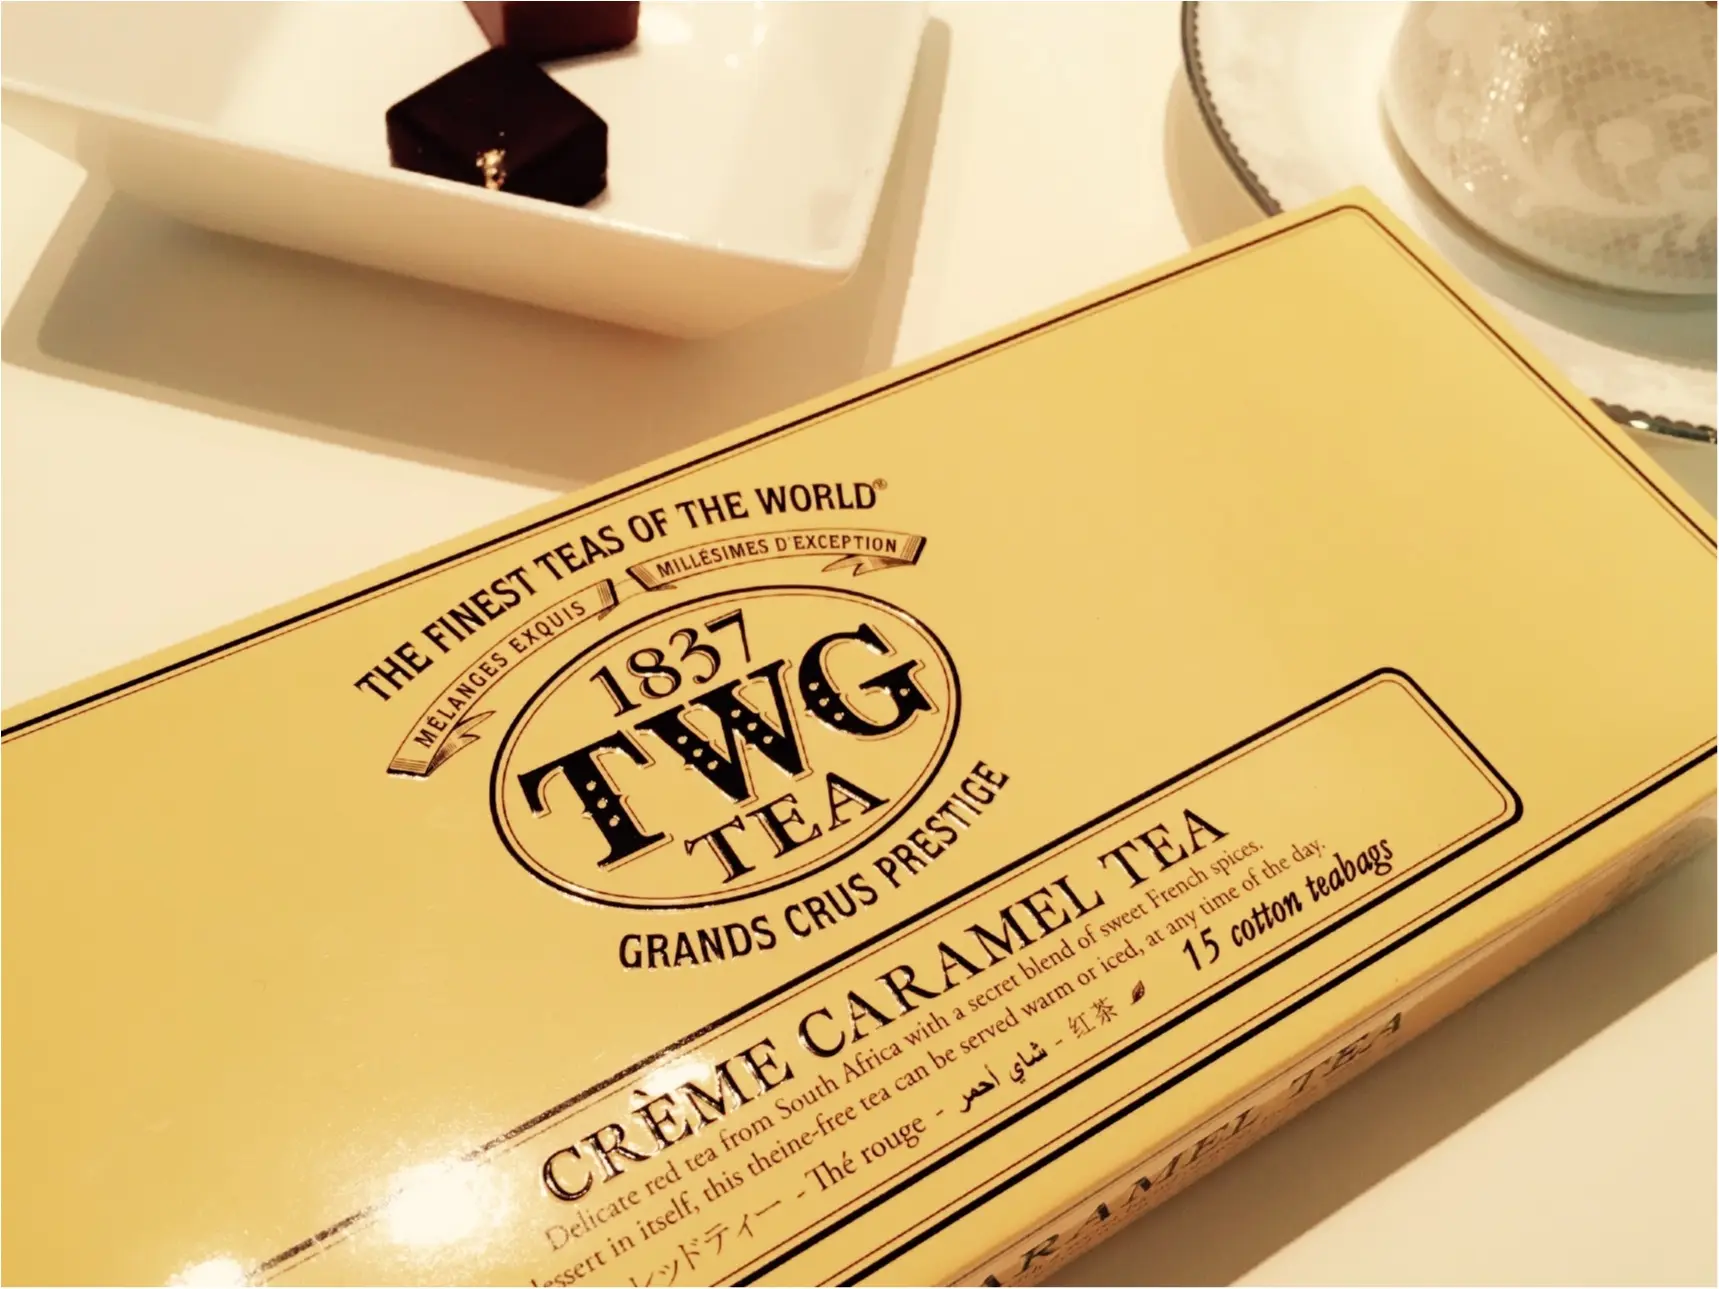 THE FINEST TEAS OF THE WORLD®
MÉLANGES EXQUIS MILLÉSIMES D'EXCEPTION
1837
TWG
TEA
GRANDS CRUS PRESTIGE
CRÈME CARAMEL TEA
Delicate red tea from South Africa with a secret blend of sweet French spices.
dessert in itself, this theine-free tea can be served warm or iced, at any time of the day.
レッドティー - Thé rouge - شاي أحمر - 红茶
15 cotton teabags
CARAMEL TEA